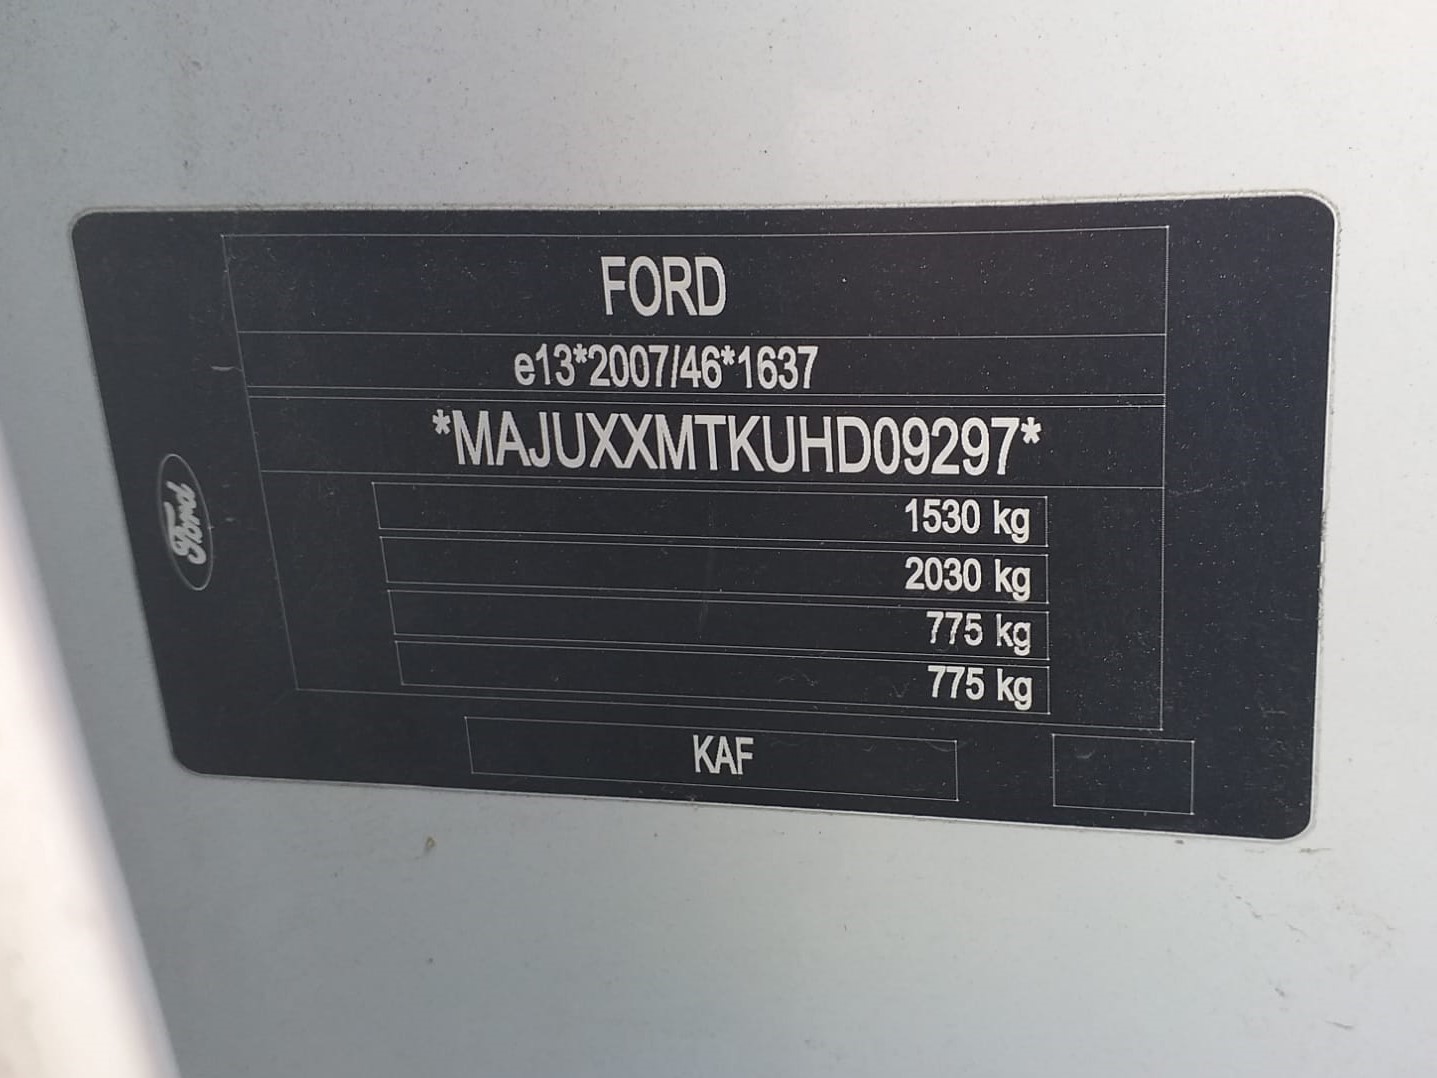 FORD
e13*2007/46*1637
*MAJUXXMTKUHD09297*
1530 kg
2030 kg
775 kg
775 kg
Ford
KAF